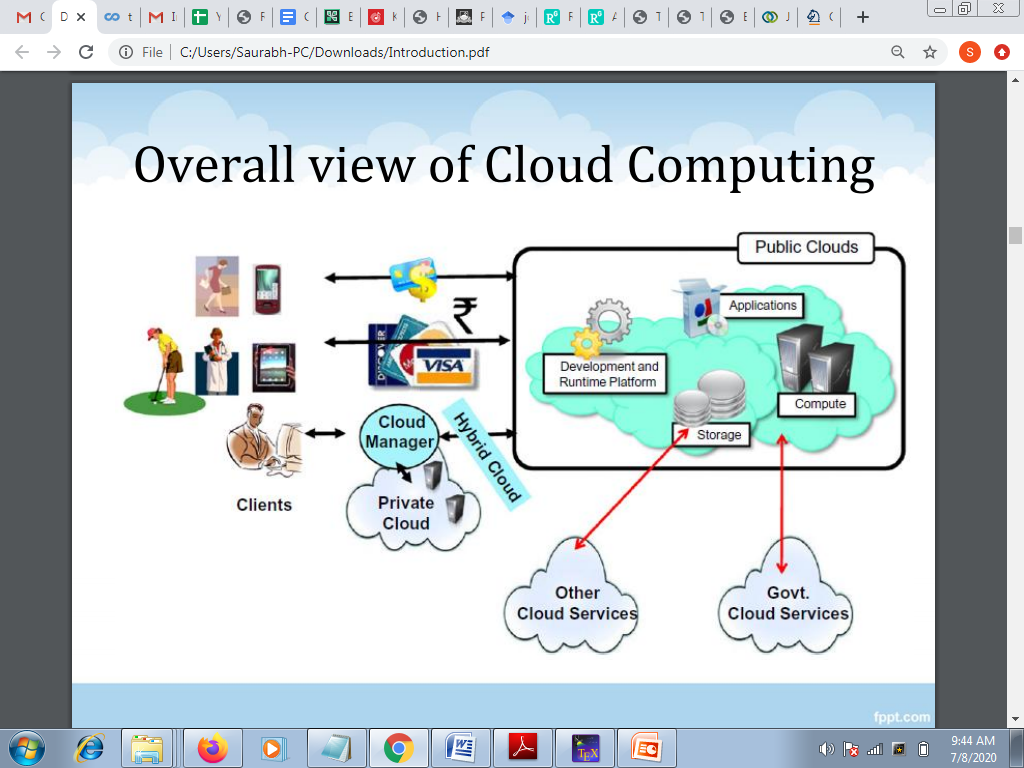 File
C:/Users/Saurabh-PC/Downloads/Introduction.pdf
S
Overall view of Cloud Computing
Public Clouds
Applications
Development and
Runtime Platform
Compute
Storage
₹
DISCOVER
VISA
Cloud
Manager
Hybrid Cloud
Private
Cloud
Clients
Other
Cloud Services
Govt.
Cloud Services
fppt.com
9:44 AM
7/8/2020